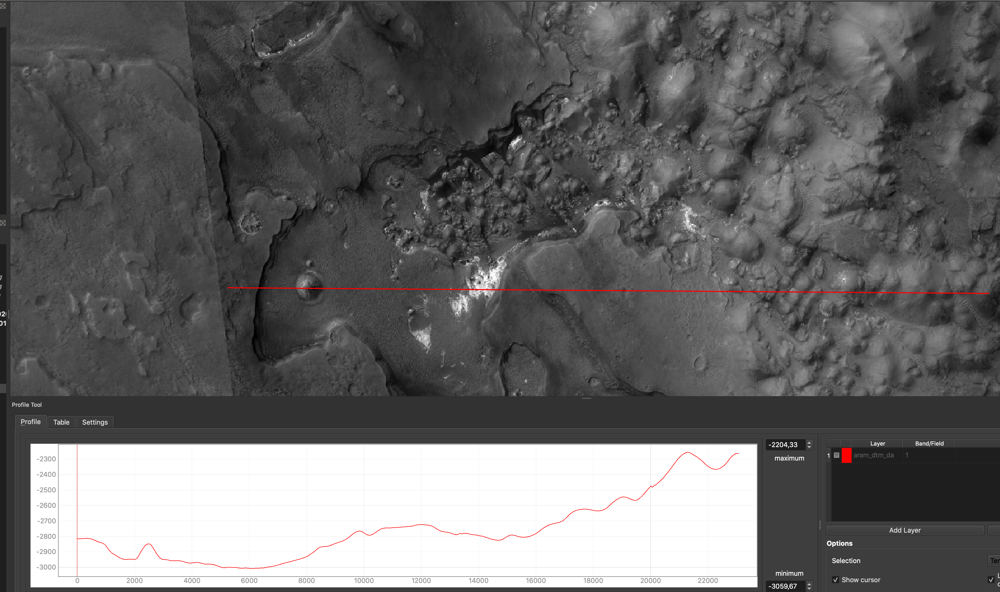 Profile Tool
Profile Table Settings
-2300
-2400
-2500
-2600
-2700
-2800
-2900
-3000
0 2000 4000 6000 8000 10000 12000 14000 16000 18000 20000 22000
-2204,33
maximum
minimum
-3059,67
Layer Band/Field
1 aram_dtm_da 1
Add Layer
Options
Selection
Show cursor